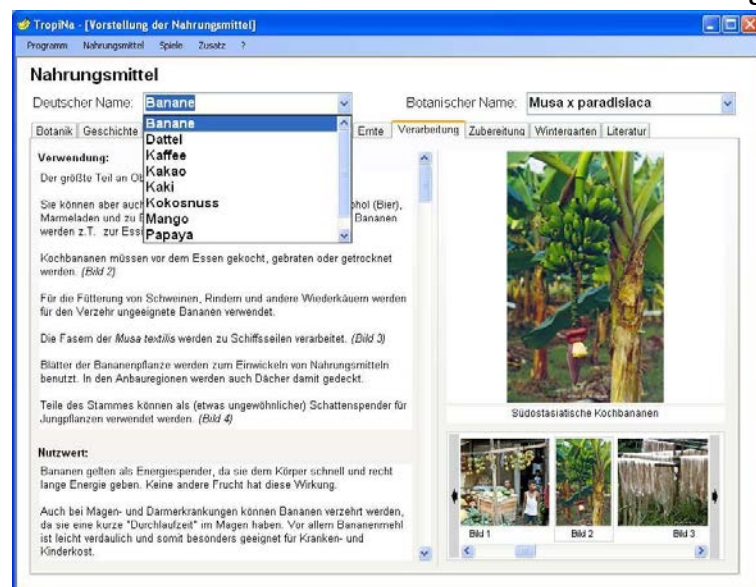 TropiNa - [Vorstellung der Nahrungsmittel]
Programm Nahrungsmittel Spiele Zusatz ?
Nahrungsmittel
Deutscher Name: Banane Botanischer Name: Musa x paradisiaca
Botanik Geschichte Ernte Verarbeitung Zubereitung Wintergarten Literatur
Banane
Dattel
Kaffee
Kakao
Kaki
Kokosnuss
Mango
Papaya
Verwendung:
Der größte Teil an
Sie können aber auch (Bier),
Marmeladen und zu Bananen
werden z.T. zur
Kochbananen müssen vor dem Essen gekocht, gebraten oder getrocknet
werden. (Bild 2)
Für die Fütterung von Schweinen, Rindern und andere Wiederkäuern werden
für den Verzehr ungeeignete Bananen verwendet.
Die Fasern der Musa textilis werden zu Schiffsseilen verarbeitet. (Bild 3)
Blätter der Bananenpflanze werden zum Einwickeln von Nahrungsmitteln
benutzt. In den Anbauregionen werden auch Dächer damit gedeckt.
Teile des Stammes können als (etwas ungewöhnlicher) Schattenspender für
Jungpflanzen verwendet werden. (Bild 4)
Nutzwert:
Bananen gelten als Energiespender, da sie dem Körper schnell und recht
lange Energie geben. Keine andere Frucht hat diese Wirkung.
Auch bei Magen- und Darmerkrankungen können Bananen verzehrt werden,
da sie eine kurze "Durchlaufzeit" im Magen haben. Vor allem Bananenmehl
ist leicht verdaulich und somit besonders geeignet für Kranken- und
Kinderkost.
Südostasiatische Kochbananen
Bild 1 Bild 2 Bild 3